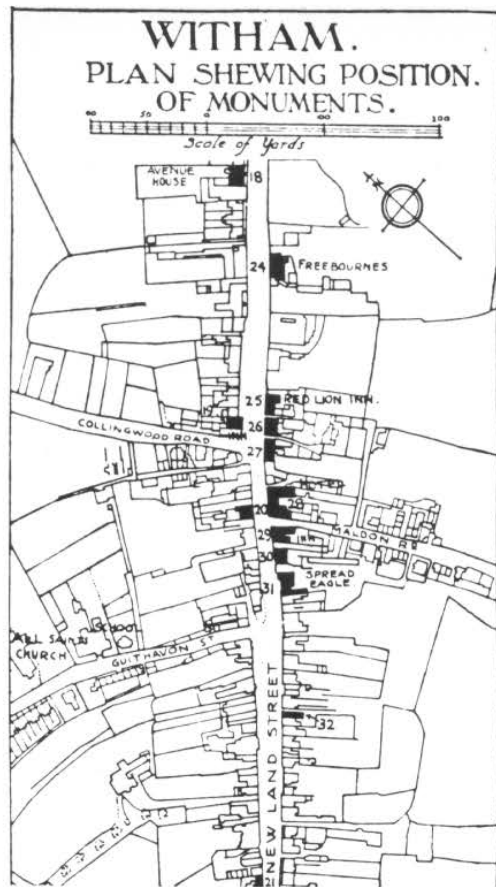 WITHAM.
PLAN SHEWING POSITION.
OF MONUMENTS.
50 0 100
Scale of Yards
AVENUE
HOUSE
18
24 FREEBOURNES
25 RED LION INN.
COLLINGWOOD ROAD
INN
26
27
HOTEL
28
20
29 INN
MALDON RD
30
SPREAD
EAGLE
31
SCHOOL
ALL SAINTS
CHURCH
GUITHAVON ST
32
NEWLAND STREET
21